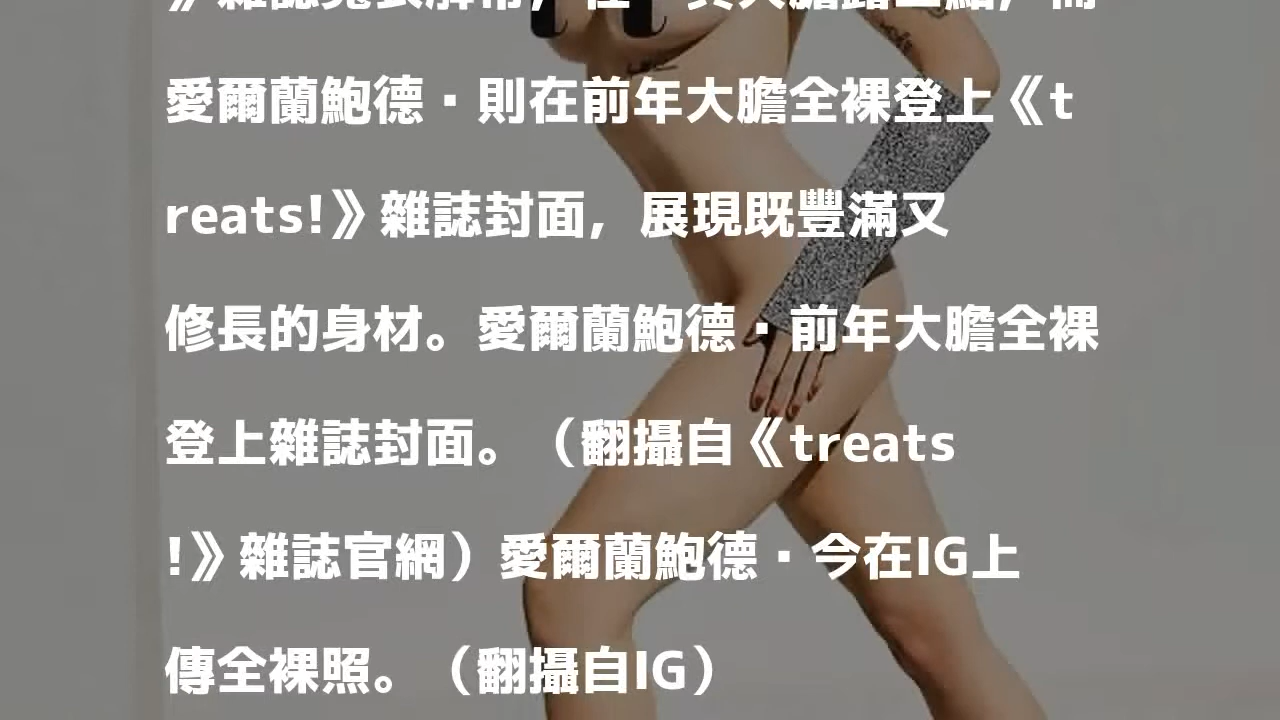 愛爾蘭鮑德·則在前年大膽全裸登上《t
reats!》雜誌封面，展現既豐滿又
修長的身材。愛爾蘭鮑德·前年大膽全裸
登上雜誌封面。（翻攝自《treats
!》雜誌官網）愛爾蘭鮑德·今在IG上
傳全裸照。（翻攝自IG）